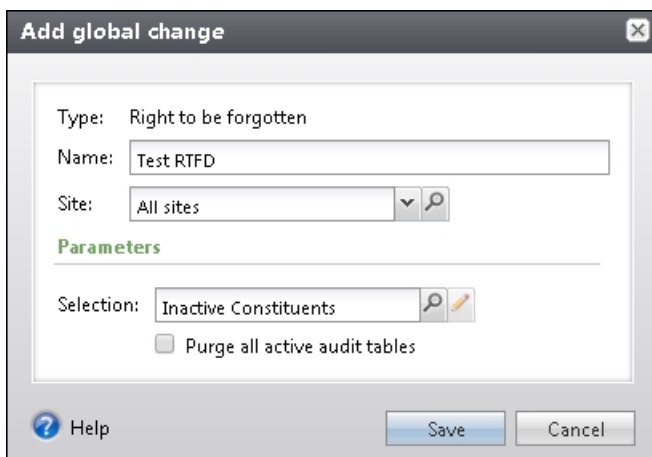 Add global change
Type: Right to be forgotten
Name: Test RTFD
Site: All sites
Parameters
Selection: Inactive Constituents
Purge all active audit tables
? Help Save Cancel